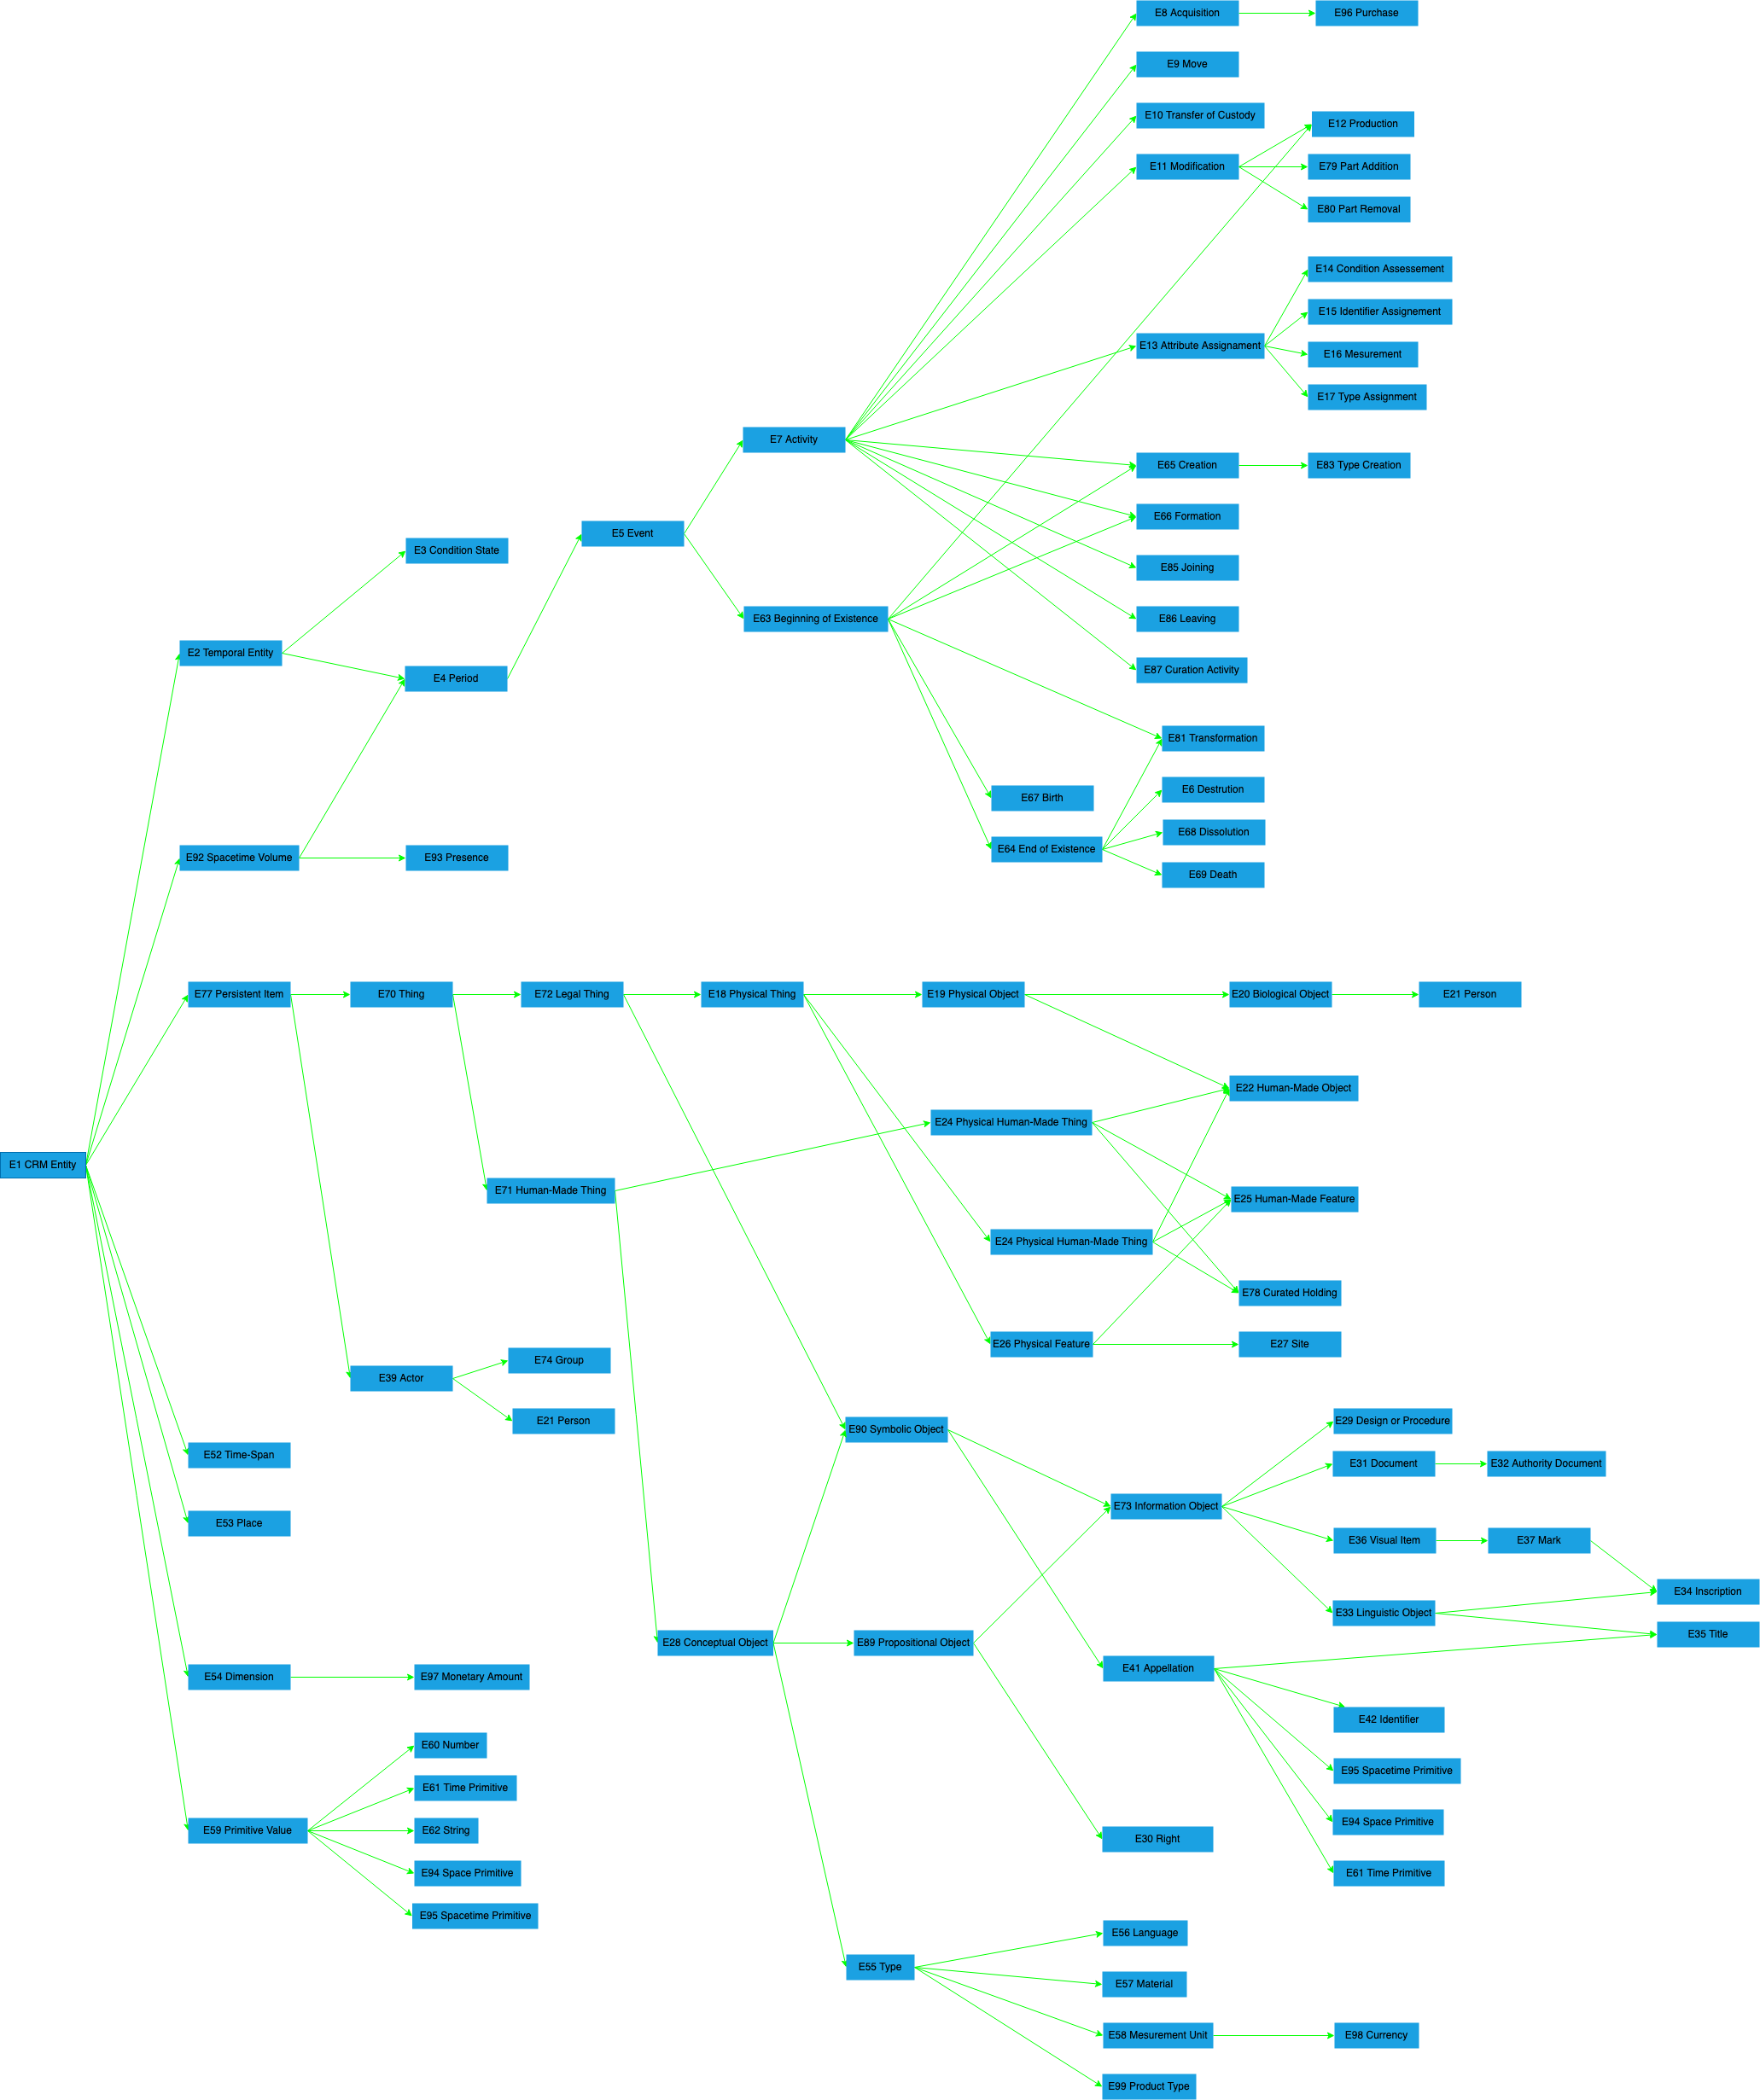 E8 Acquisition
E96 Purchase
E9 Move
E10 Transfer of Custody
E12 Production
E11 Modification
E79 Part Addition
E80 Part Removal
E14 Condition Assessement
E15 Identifier Assignement
E13 Attribute Assignament
E16 Mesurement
E17 Type Assignment
E7 Activity
E65 Creation
E83 Type Creation
E66 Formation
E5 Event
E3 Condition State
E85 Joining
E63 Beginning of Existence
E86 Leaving
E2 Temporal Entity
E4 Period
E87 Curation Activity
E81 Transformation
E6 Destrution
E67 Birth
E68 Dissolution
E64 End of Existence
E92 Spacetime Volume
E93 Presence
E69 Death
E77 Persistent Item
E70 Thing
E72 Legal Thing
E18 Physical Thing
E19 Physical Object
E20 Biological Object
E21 Person
E22 Human-Made Object
E24 Physical Human-Made Thing
E1 CRM Entity
E71 Human-Made Thing
E25 Human-Made Feature
E24 Physical Human-Made Thing
E78 Curated Holding
E26 Physical Feature
E27 Site
E74 Group
E39 Actor
E21 Person
E90 Symbolic Object
E29 Design or Procedure
E52 Time-Span
E31 Document
E32 Authority Document
E73 Information Object
E53 Place
E36 Visual Item
E37 Mark
E34 Inscription
E33 Linguistic Object
E35 Title
E28 Conceptual Object
E89 Propositional Object
E41 Appellation
E54 Dimension
E97 Monetary Amount
E42 Identifier
E60 Number
E95 Spacetime Primitive
E61 Time Primitive
E94 Space Primitive
E59 Primitive Value
E62 String
E30 Right
E94 Space Primitive
E61 Time Primitive
E95 Spacetime Primitive
E56 Language
E55 Type
E57 Material
E58 Mesurement Unit
E98 Currency
E99 Product Type